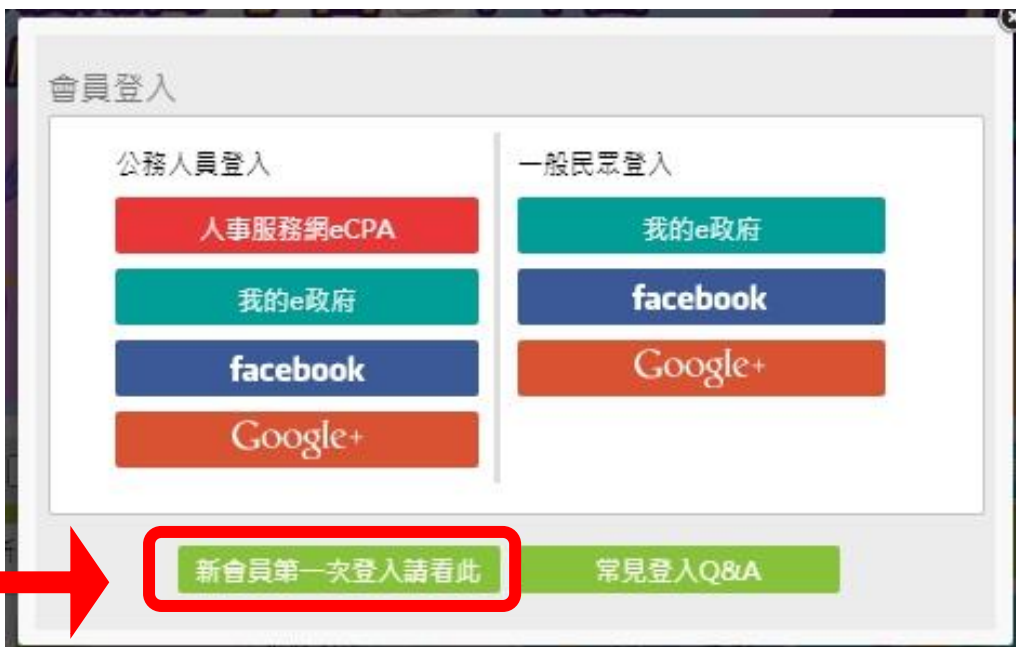 會員登入
公務人員登入
人事服務網eCPA
我的e政府
facebook
Google+
一般民眾登入
我的e政府
facebook
Google+
新會員第一次登入請看此
常見登入Q&A